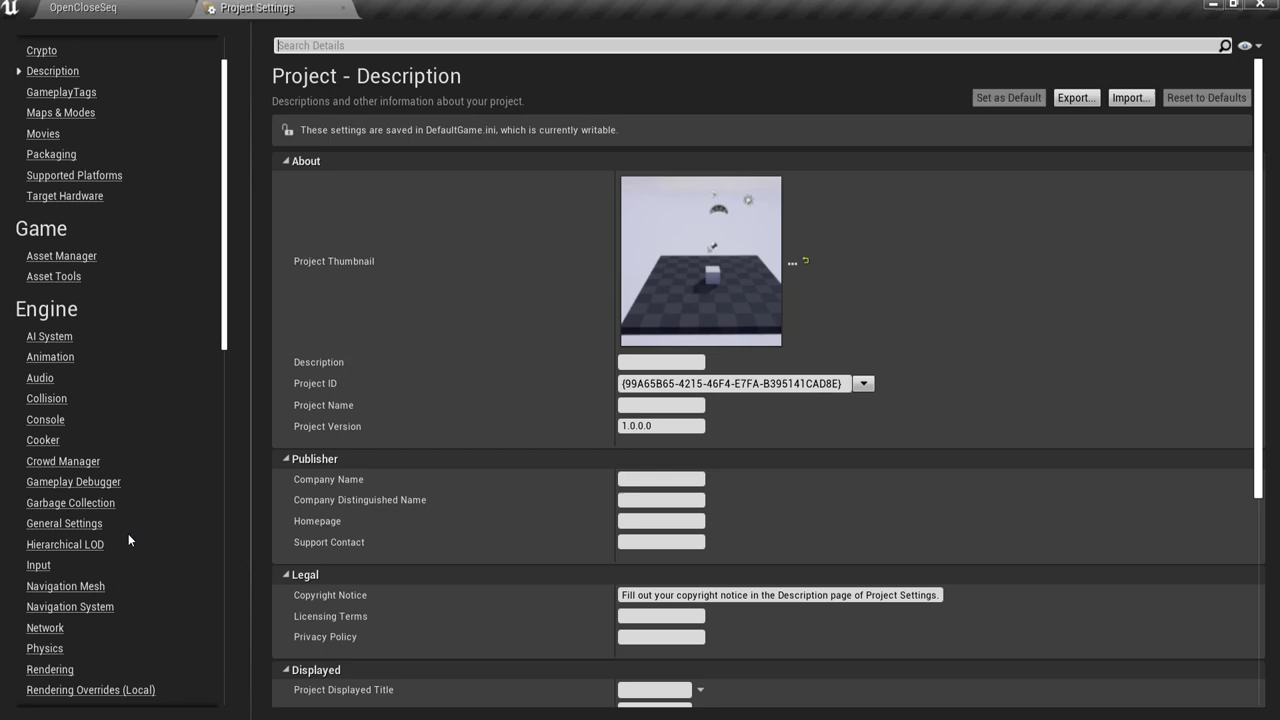 OpenCloseSeq
Project Settings
Crypto
Description
GameplayTags
Maps & Modes
Movies
Packaging
Supported Platforms
Target Hardware
Game
Asset Manager
Asset Tools
Engine
AI System
Animation
Audio
Collision
Console
Cooker
Crowd Manager
Gameplay Debugger
Garbage Collection
General Settings
Hierarchical LOD
Input
Navigation Mesh
Navigation System
Network
Physics
Rendering
Rendering Overrides (Local)
Search Details
Project - Description
Descriptions and other information about your project.
Set as Default
Export...
Import...
Reset to Defaults
These settings are saved in DefaultGame.ini, which is currently writable.
About
Project Thumbnail
...
Description
Project ID {99A65B65-4215-46F4-E7FA-B395141CAD8E}
Project Name
Project Version 1.0.0.0
Publisher
Company Name
Company Distinguished Name
Homepage
Support Contact
Legal
Copyright Notice Fill out your copyright notice in the Description page of Project Settings.
Licensing Terms
Privacy Policy
Displayed
Project Displayed Title